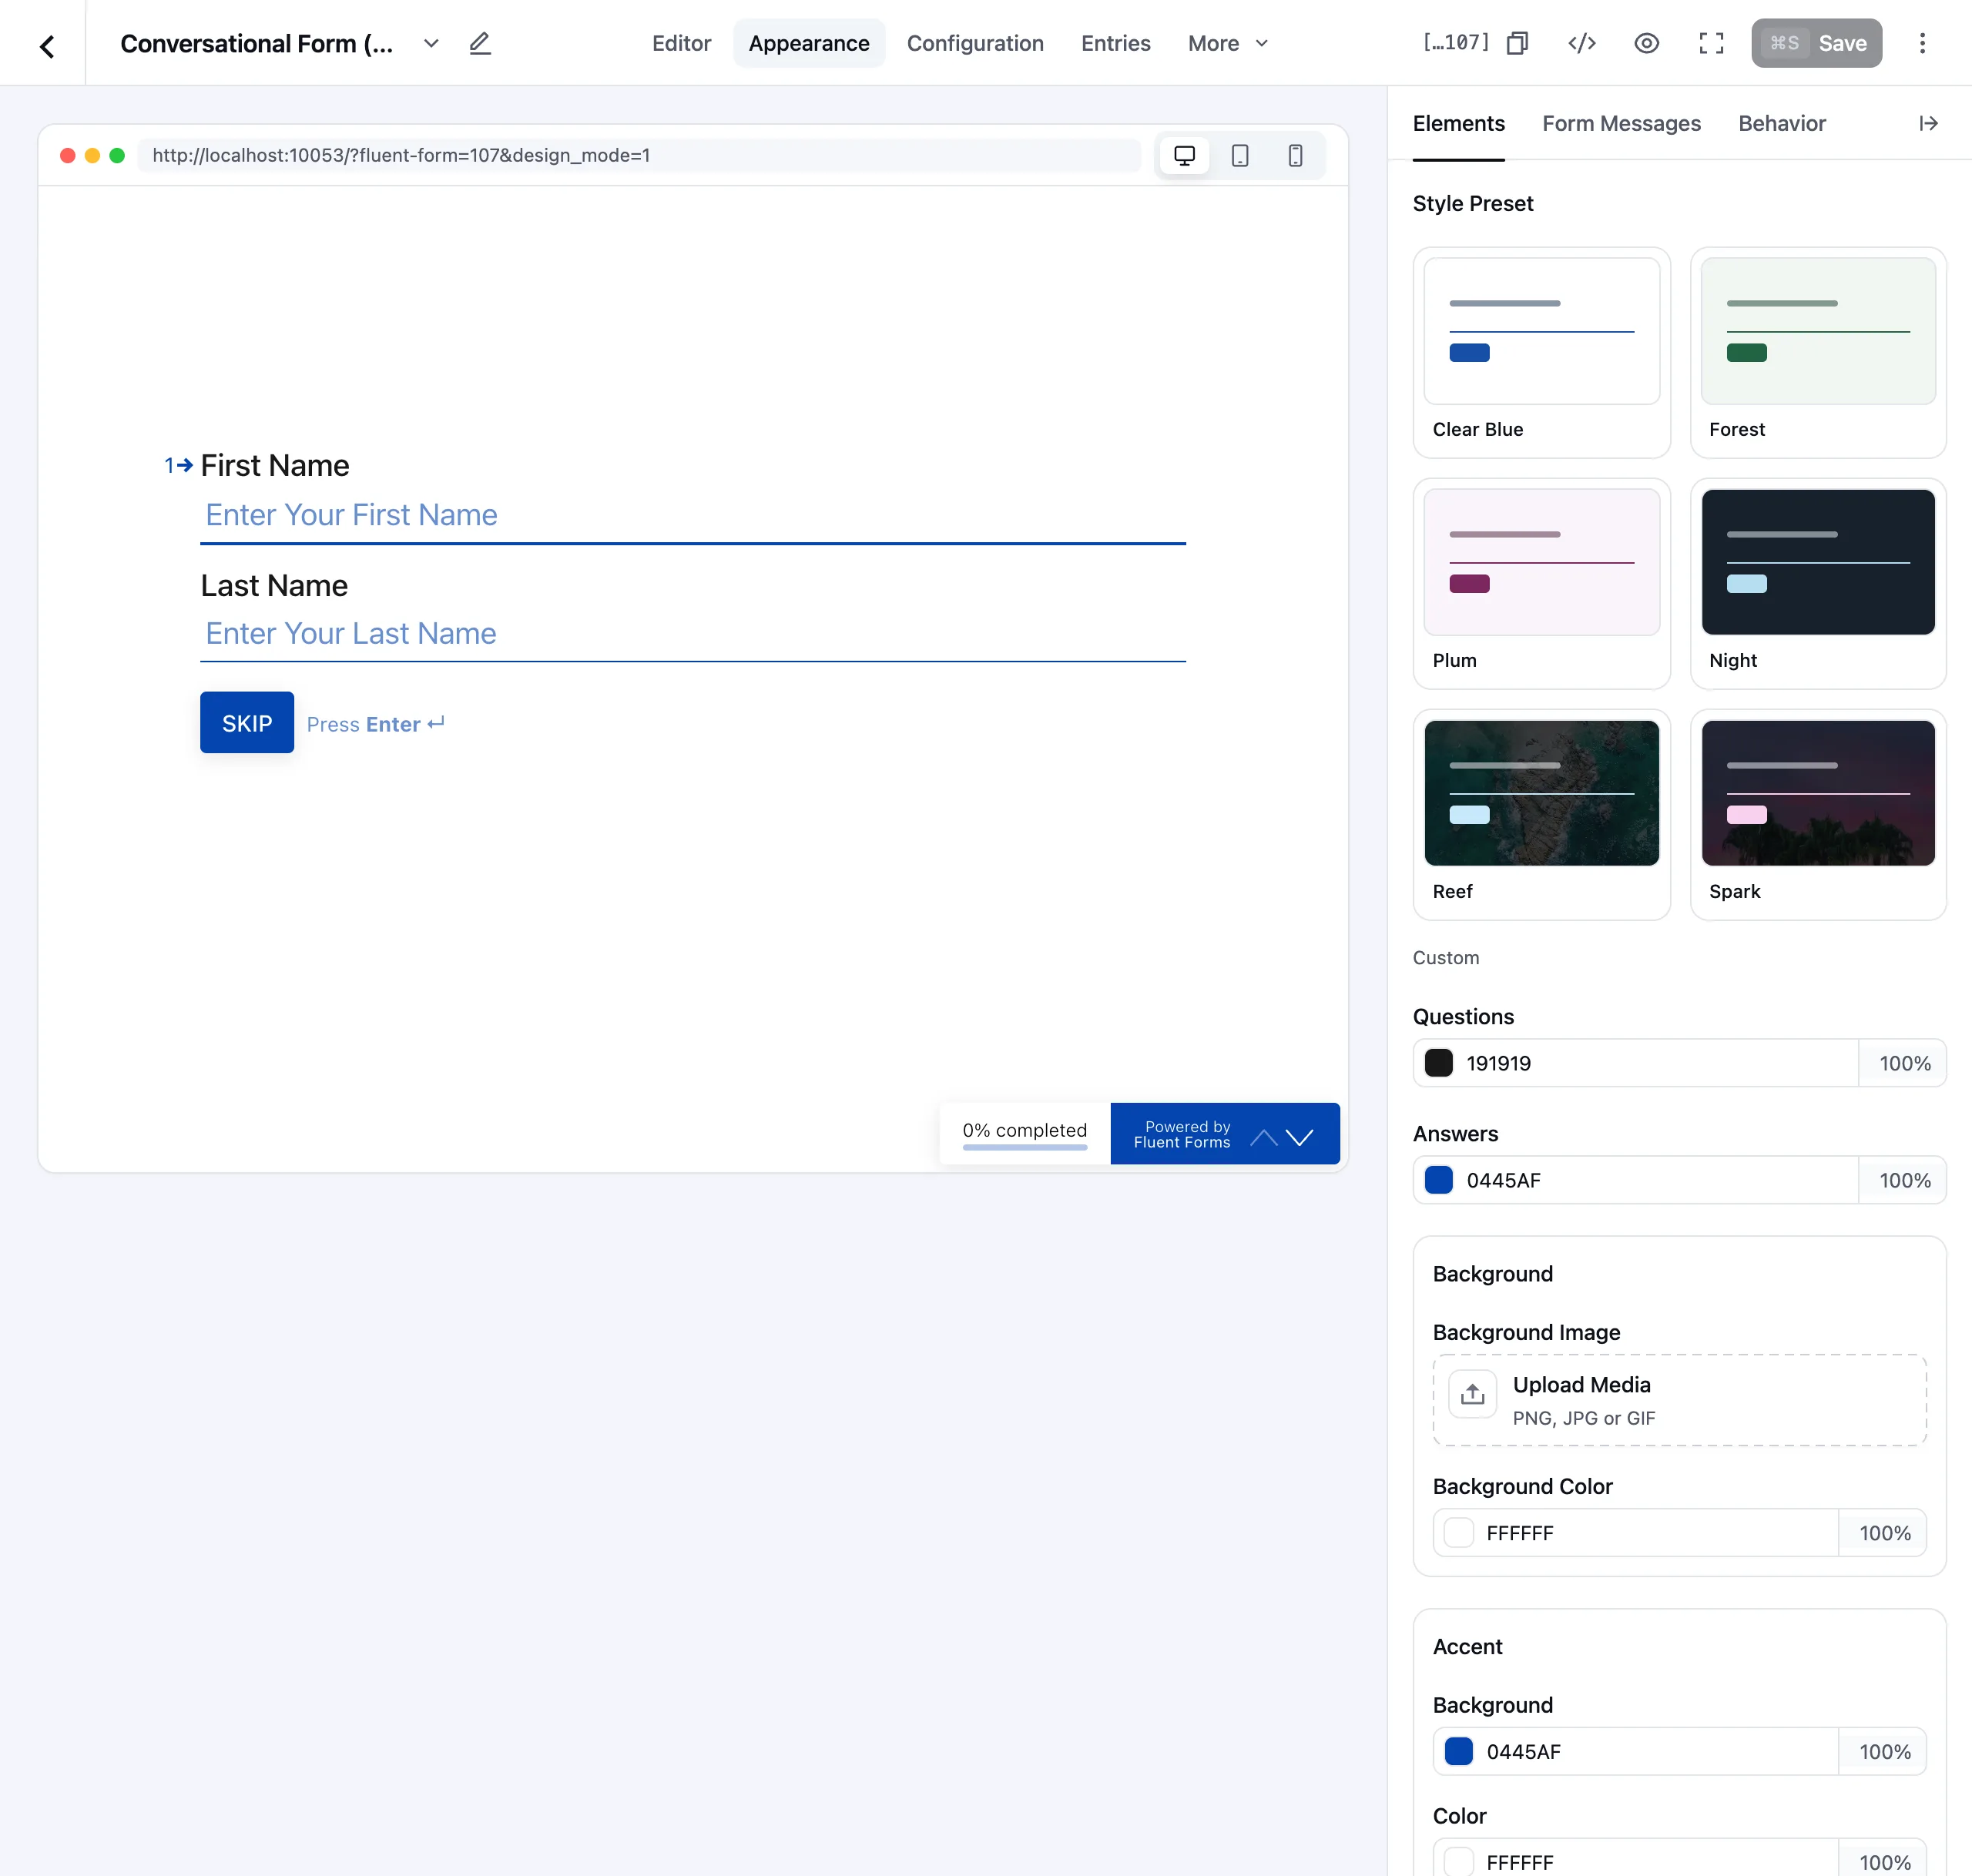 Conversational Form (...
Editor
Appearance
Configuration
Entries
More
[...107]
</>
⌘S Save
http://localhost:10053/?fluent-form=107&design_mode=1
1
First Name
Enter Your First Name
Last Name
Enter Your Last Name
SKIP
Press Enter ↵
0% completed
Powered by
Fluent Forms
Elements
Form Messages
Behavior
Style Preset
Clear Blue
Forest
Plum
Night
Reef
Spark
Custom
Questions
191919
100%
Answers
0445AF
100%
Background
Background Image
Upload Media
PNG, JPG or GIF
Background Color
FFFFFF
100%
Accent
Background
0445AF
100%
Color
FFFFFF
100%